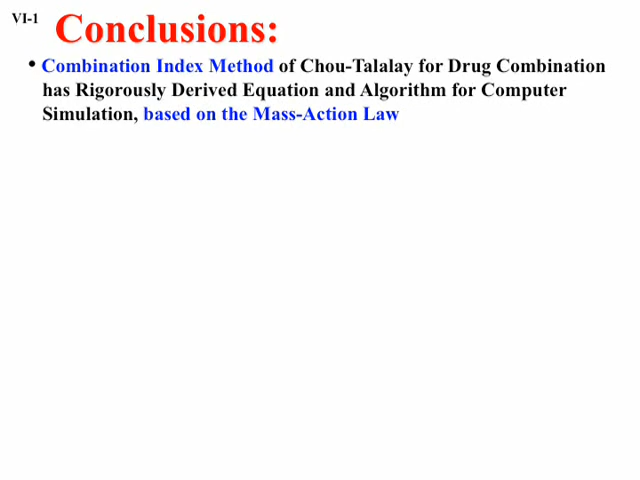 VI-1
Conclusions:
• Combination Index Method of Chou-Talalay for Drug Combination
has Rigorously Derived Equation and Algorithm for Computer
Simulation, based on the Mass-Action Law